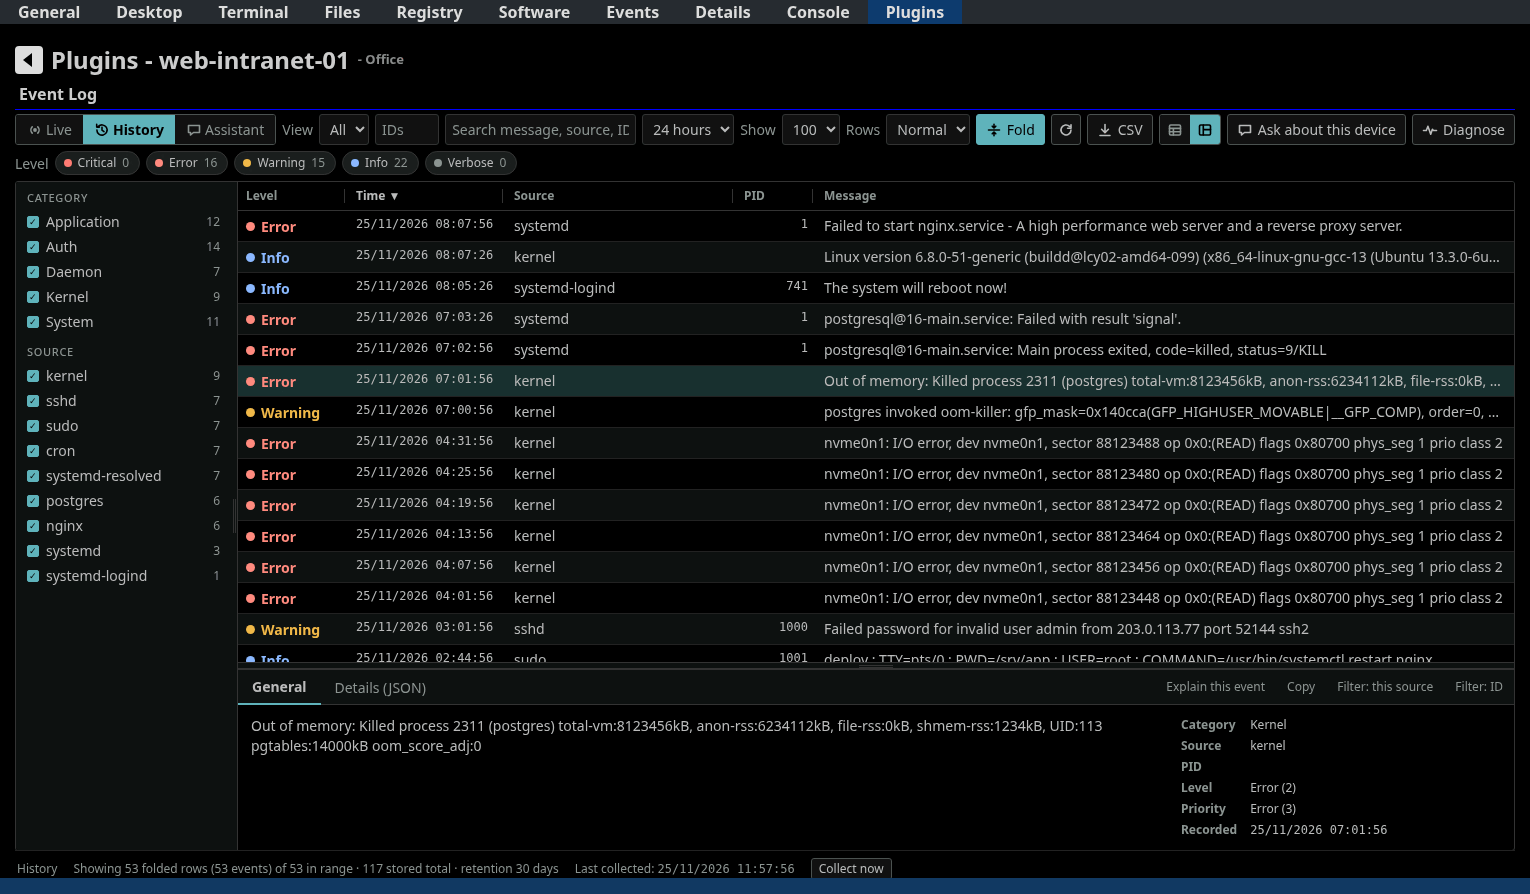 General Desktop Terminal Files Registry Software Events Details Console Plugins
Plugins - web-intranet-01 - Office
Event Log
Live History Assistant View All IDs Search message, source, ID 24 hours Show 100 Rows Normal Fold CSV Ask about this device Diagnose
Level Critical 0 Error 16 Warning 15 Info 22 Verbose 0
CATEGORY
Application 12
Auth 14
Daemon 7
Kernel 9
System 11
SOURCE
kernel 9
sshd 7
sudo 7
cron 7
systemd-resolved 7
postgres 6
nginx 6
systemd 3
systemd-logind 1
Level Time ▼ Source PID Message
Error 25/11/2026 08:07:56 systemd 1 Failed to start nginx.service - A high performance web server and a reverse proxy server.
Info 25/11/2026 08:07:26 kernel Linux version 6.8.0-51-generic (buildd@lcy02-amd64-099) (x86_64-linux-gnu-gcc-13 (Ubuntu 13.3.0-6u...
Info 25/11/2026 08:05:26 systemd-logind 741 The system will reboot now!
Error 25/11/2026 07:03:26 systemd 1 postgresql@16-main.service: Failed with result 'signal'.
Error 25/11/2026 07:02:56 systemd 1 postgresql@16-main.service: Main process exited, code=killed, status=9/KILL
Error 25/11/2026 07:01:56 kernel Out of memory: Killed process 2311 (postgres) total-vm:8123456kB, anon-rss:6234112kB, file-rss:0kB, ...
Warning 25/11/2026 07:00:56 kernel postgres invoked oom-killer: gfp_mask=0x140cca(GFP_HIGHUSER_MOVABLE|__GFP_COMP), order=0, ...
Error 25/11/2026 04:31:56 kernel nvme0n1: I/O error, dev nvme0n1, sector 88123488 op 0x0:(READ) flags 0x80700 phys_seg 1 prio class 2
Error 25/11/2026 04:25:56 kernel nvme0n1: I/O error, dev nvme0n1, sector 88123480 op 0x0:(READ) flags 0x80700 phys_seg 1 prio class 2
Error 25/11/2026 04:19:56 kernel nvme0n1: I/O error, dev nvme0n1, sector 88123472 op 0x0:(READ) flags 0x80700 phys_seg 1 prio class 2
Error 25/11/2026 04:13:56 kernel nvme0n1: I/O error, dev nvme0n1, sector 88123464 op 0x0:(READ) flags 0x80700 phys_seg 1 prio class 2
Error 25/11/2026 04:07:56 kernel nvme0n1: I/O error, dev nvme0n1, sector 88123456 op 0x0:(READ) flags 0x80700 phys_seg 1 prio class 2
Error 25/11/2026 04:01:56 kernel nvme0n1: I/O error, dev nvme0n1, sector 88123448 op 0x0:(READ) flags 0x80700 phys_seg 1 prio class 2
Warning 25/11/2026 03:01:56 sshd 1000 Failed password for invalid user admin from 203.0.113.77 port 52144 ssh2
Info 25/11/2026 02:44:56 sudo 1001 deploy : TTY=pts/0 ; PWD=/srv/app ; USER=root ; COMMAND=/usr/bin/systemctl restart nginx
General Details (JSON) Explain this event Copy Filter: this source Filter: ID
Out of memory: Killed process 2311 (postgres) total-vm:8123456kB, anon-rss:6234112kB, file-rss:0kB, shmem-rss:1234kB, UID:113
pgtables:14000kB oom_score_adj:0
Category Kernel
Source kernel
PID
Level Error (2)
Priority Error (3)
Recorded 25/11/2026 07:01:56
History Showing 53 folded rows (53 events) of 53 in range · 117 stored total · retention 30 days Last collected: 25/11/2026 11:57:56 Collect now